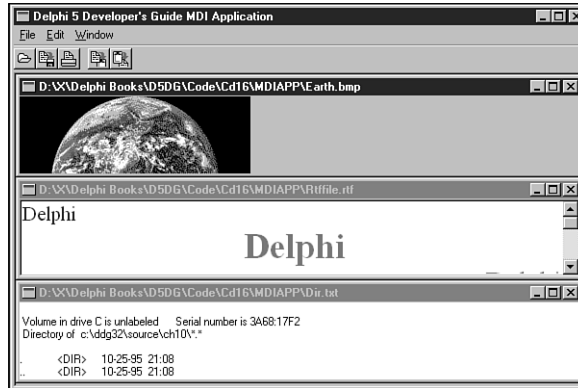 Delphi 5 Developer's Guide MDI Application
File Edit Window
D:\X\Delphi Books\D5DG\Code\Cd16\MDIAPP\Earth.bmp
D:\X\Delphi Books\D5DG\Code\Cd16\MDIAPP\Rtffile.rtf
Delphi
Delphi
D:\X\Delphi Books\D5DG\Code\Cd16\MDIAPP\Dir.txt
Volume in drive C is unlabeled Serial number is 3A68:17F2
Directory of c:\ddg32\source\ch10\*.*
. <DIR> 10-25-95 21:08
.. <DIR> 10-25-95 21:08